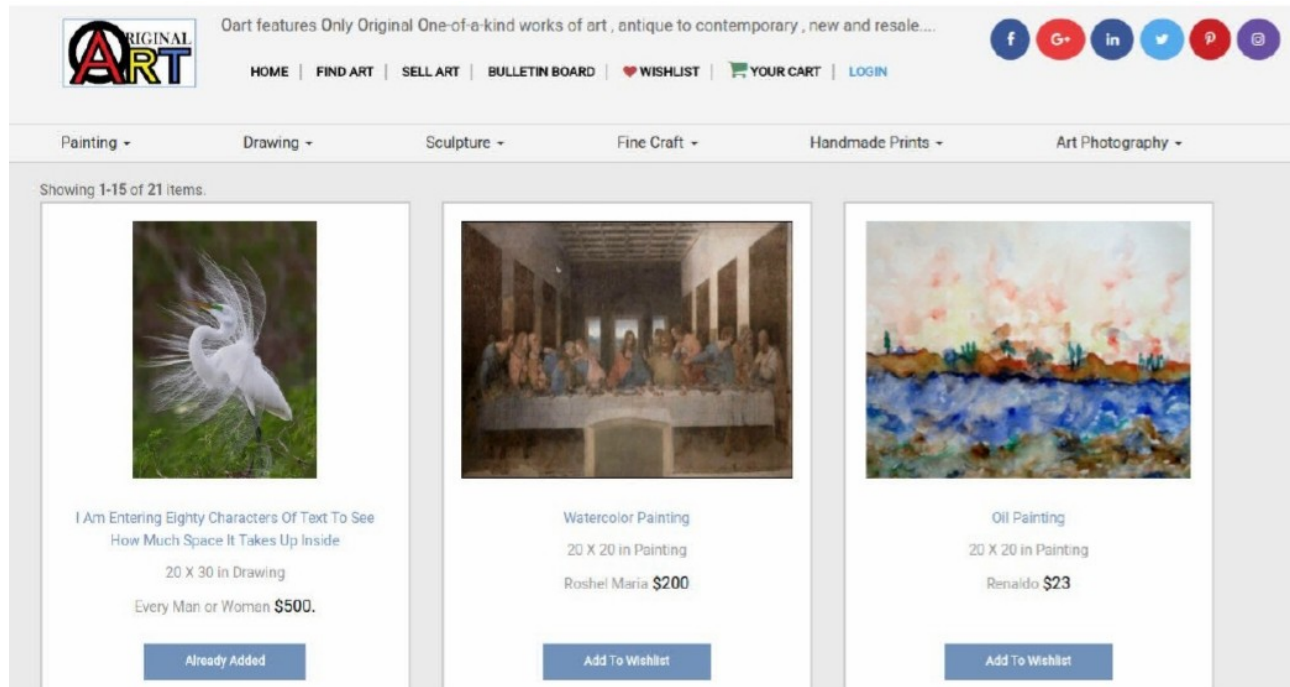 ORIGINAL
ART
Oart features Only Original One-of-a-kind works of art , antique to contemporary , new and resale....
HOME | FIND ART | SELL ART | BULLETIN BOARD | WISHLIST | YOUR CART | LOGIN
f G+ in
Painting Drawing Sculpture Fine Craft Handmade Prints Art Photography
Showing 1-15 of 21 items.
I Am Entering Eighty Characters Of Text To See
How Much Space It Takes Up Inside
20 X 30 in Drawing
Every Man or Woman $500.
Already Added
Watercolor Painting
20 X 20 in Painting
Roshel Maria $200
Add To Wishlist
Oil Painting
20 X 20 in Painting
Renaldo $23
Add To Wishlist